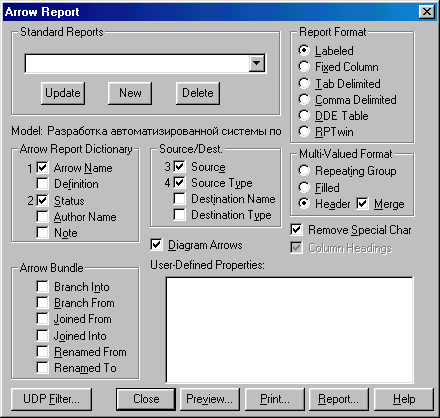 Arrow Report
Standard Reports
Update New Delete
Model: Разработка автоматизированной системы по
Arrow Report Dictionary
1 Arrow Name
Definition
2 Status
Author Name
Note
Source/Dest.
3 Source
4 Source Type
Destination Name
Destination Type
Diagram Arrows
Report Format
Labeled
Fixed Column
Tab Delimited
Comma Delimited
DDE Table
RPTwin
Multi-Valued Format
Repeating Group
Filled
Header Merge
Remove Special Char
Column Headings
Arrow Bundle
Branch Into
Branch From
Joined From
Joined Into
Renamed From
Renamed To
User-Defined Properties:
UDP Filter... Close Preview... Print... Report... Help